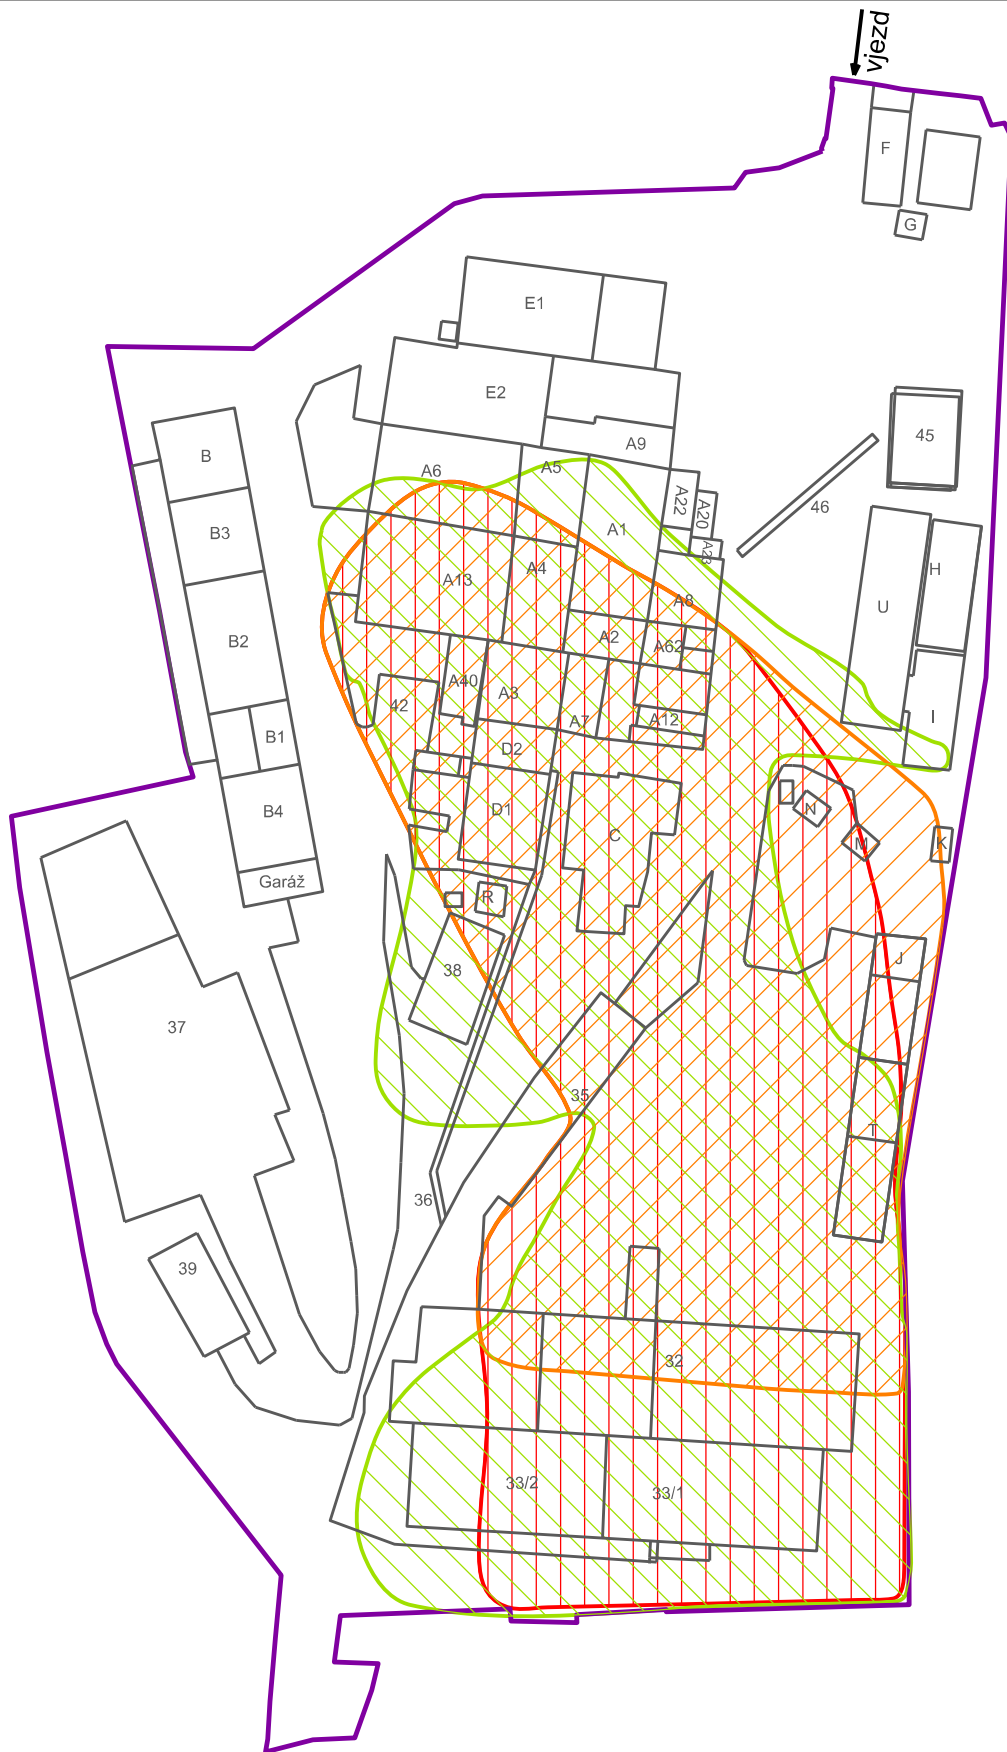 vjezd
F
G
E1
E2
A9
45
B
A6
A5
A22
A20
A23
46
A1
B3
A13
A4
H
A8
U
B2
A2
A62
A40
A3
42
A7
A12
I
B1
D2
B4
D1
N
C
M
K
Garáž
R
J
38
37
35
T
36
39
32
33/2
33/1